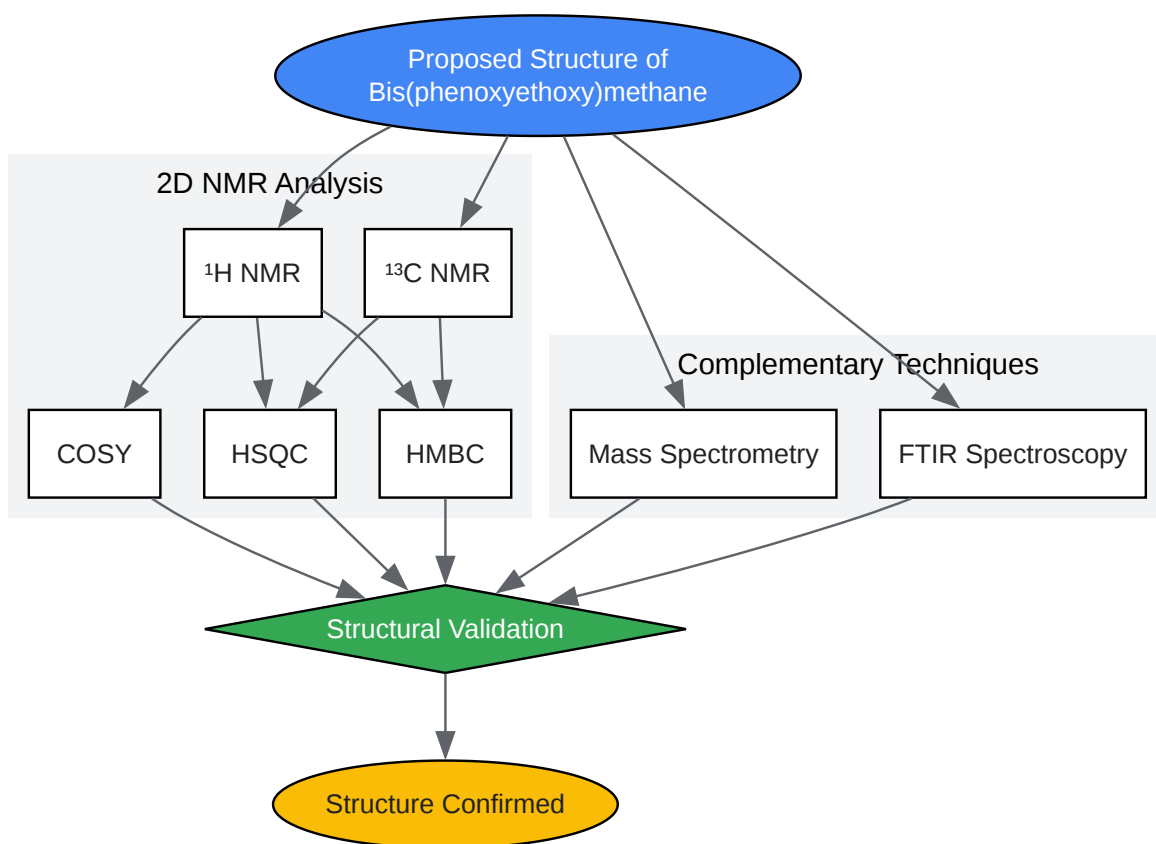 Proposed Structure of
Bis(phenoxyethoxy)methane
2D NMR Analysis
¹H NMR
¹³C NMR
Complementary Techniques
COSY
HSQC
HMBC
Mass Spectrometry
FTIR Spectroscopy
Structural Validation
Structure Confirmed